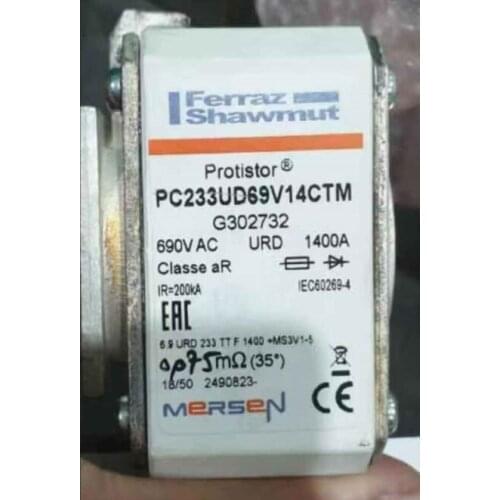 Ferraz
Shawmut
Protistor®
PC233UD69V14CTM
G302732
690V AC URD 1400A
Classe aR
IR=200kA IEC60269-4
EAC
6.9 URD 233 TT F 1400 +MS3V1-5
mΩ (35°)
18/50 2490823-
MERSEN
CE